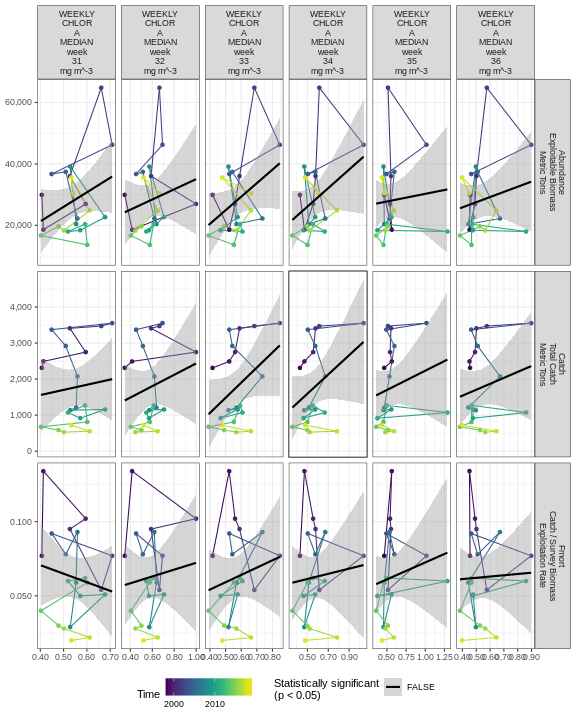 WEEKLY CHLOR A MEDIAN week 31 mg m^-3
WEEKLY CHLOR A MEDIAN week 32 mg m^-3
WEEKLY CHLOR A MEDIAN week 33 mg m^-3
WEEKLY CHLOR A MEDIAN week 34 mg m^-3
WEEKLY CHLOR A MEDIAN week 35 mg m^-3
WEEKLY CHLOR A MEDIAN week 36 mg m^-3
60,000
40,000
20,000
Abundance
Exploitable Biomass
Metric Tons
4,000
3,000
2,000
1,000
0
Catch
Total Catch
Metric Tons
0.100
0.050
Fmort
Catch / Survey Biomass
Exploitation Rate
0.40 0.50 0.60 0.70
0.40 0.60 0.80 1.00
0.40 0.50 0.60 0.70 0.80
0.50 0.70 0.90
0.50 0.75 1.00 1.25
0.40 0.50 0.60 0.70 0.80 0.90
Time
2000 2010
Statistically significant
(p < 0.05)
FALSE